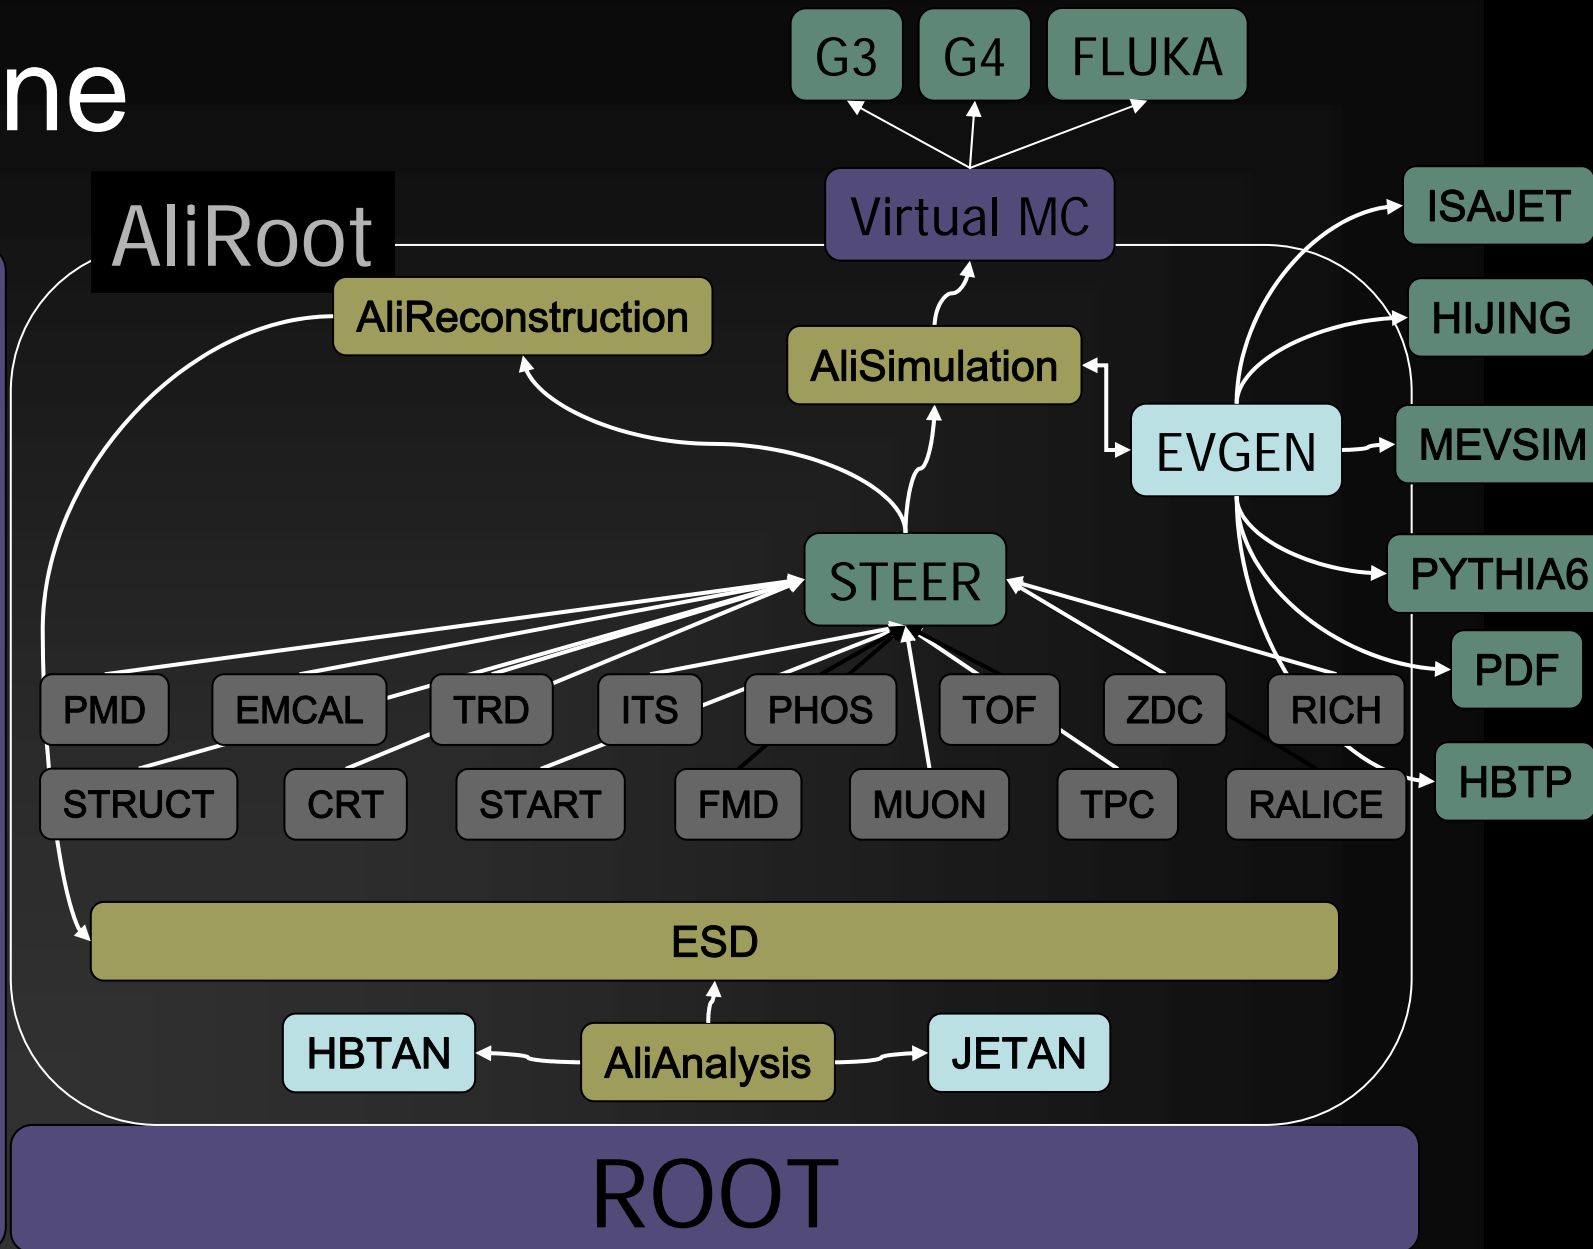 ne
G3
G4
FLUKA
AliRoot
Virtual MC
ISAJET
AliReconstruction
HIJING
AliSimulation
EVGEN
MEVSIM
STEER
PYTHIA6
PDF
PMD
EMCAL
TRD
ITS
PHOS
TOF
ZDC
RICH
HBTP
STRUCT
CRT
START
FMD
MUON
TPC
RALICE
ESD
HBTAN
AliAnalysis
JETAN
ROOT